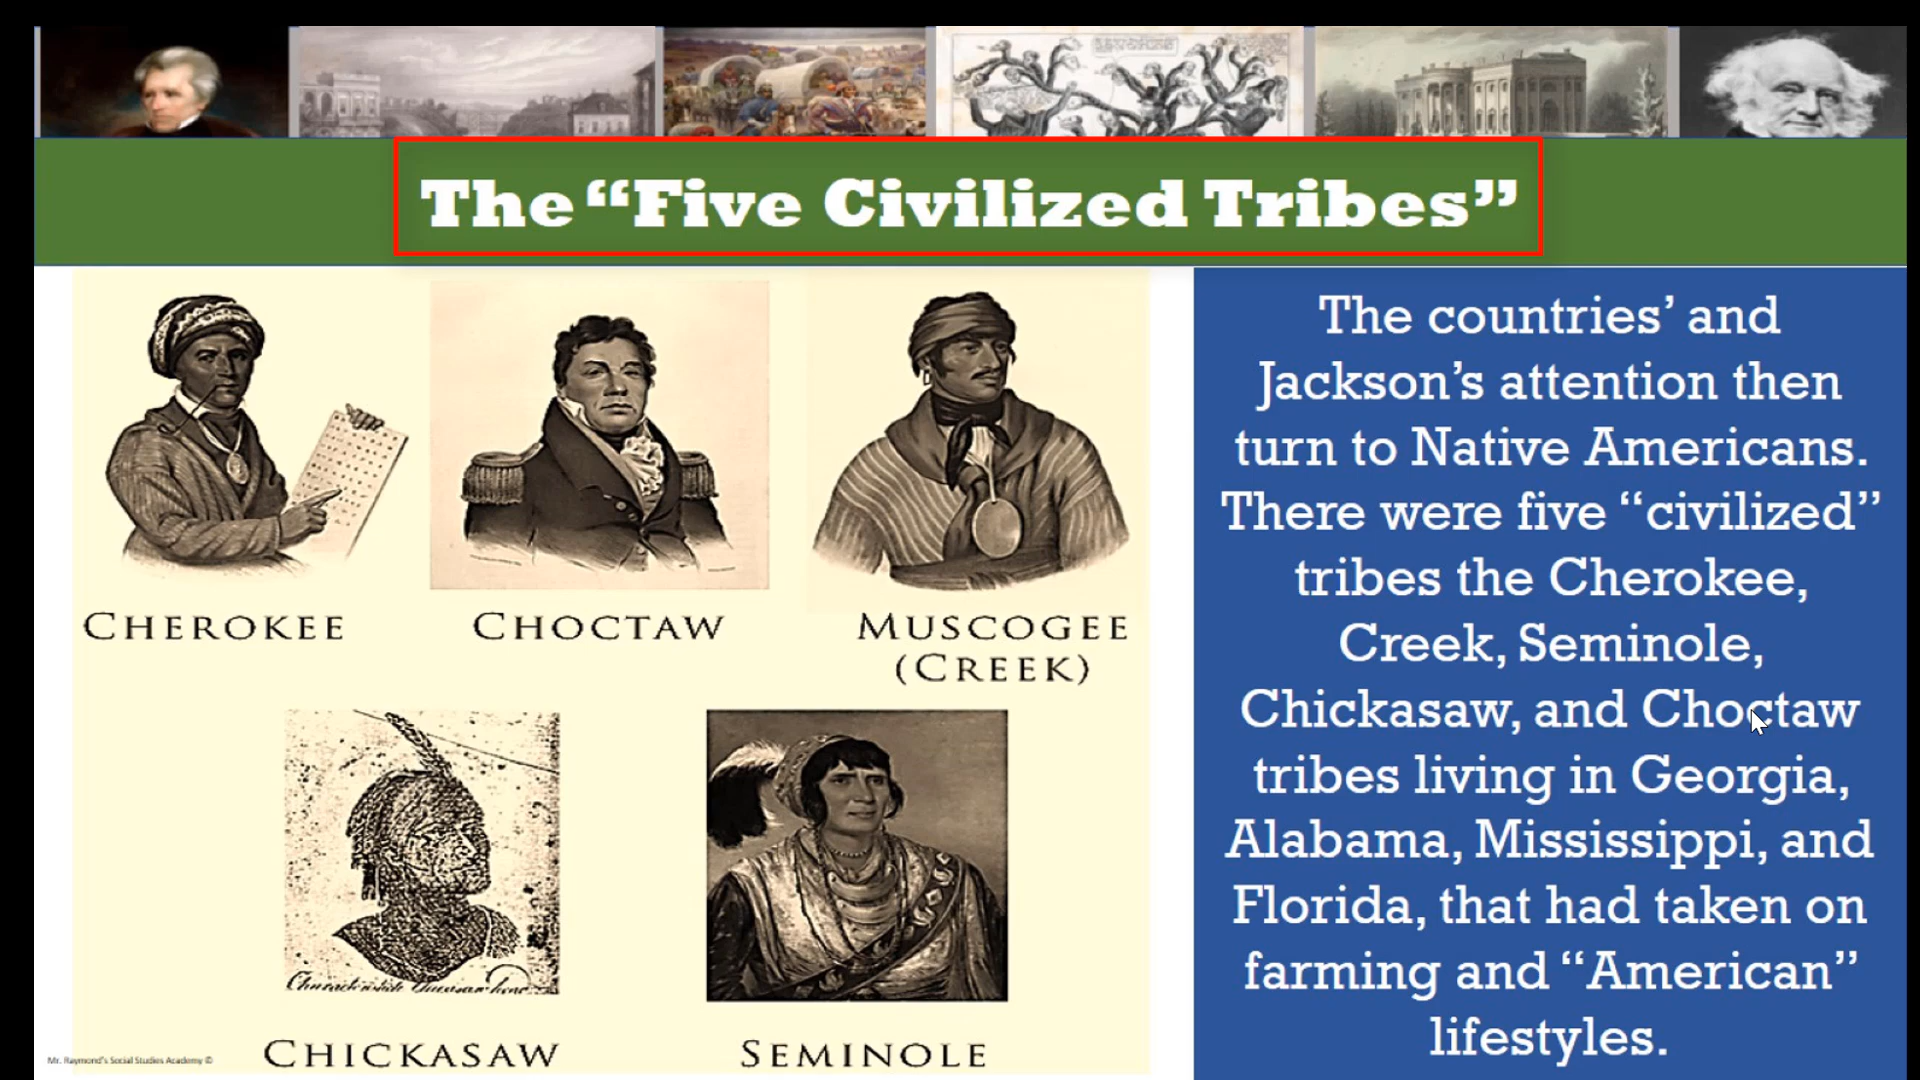 The “Five Civilized Tribes”
CHEROKEE
CHOCTAW
MUSCOGEE
(CREEK)
CHICKASAW
SEMINOLE
The countries’ and
Jackson’s attention then
turn to Native Americans.
There were five “civilized”
tribes the Cherokee,
Creek, Seminole,
Chickasaw, and Choctaw
tribes living in Georgia,
Alabama, Mississippi, and
Florida, that had taken on
farming and “American”
lifestyles.
Mr. Raymond's Social Studies Academy ©